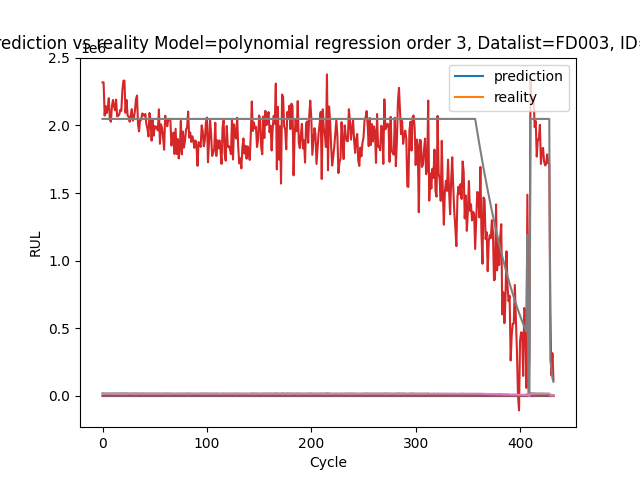 rediction vs reality Model=polynomial regression order 3, Datalist=FD003, ID=
1e6
2.5
2.0
1.5
1.0
0.5
0.0
RUL
prediction
reality
0 100 200 300 400
Cycle